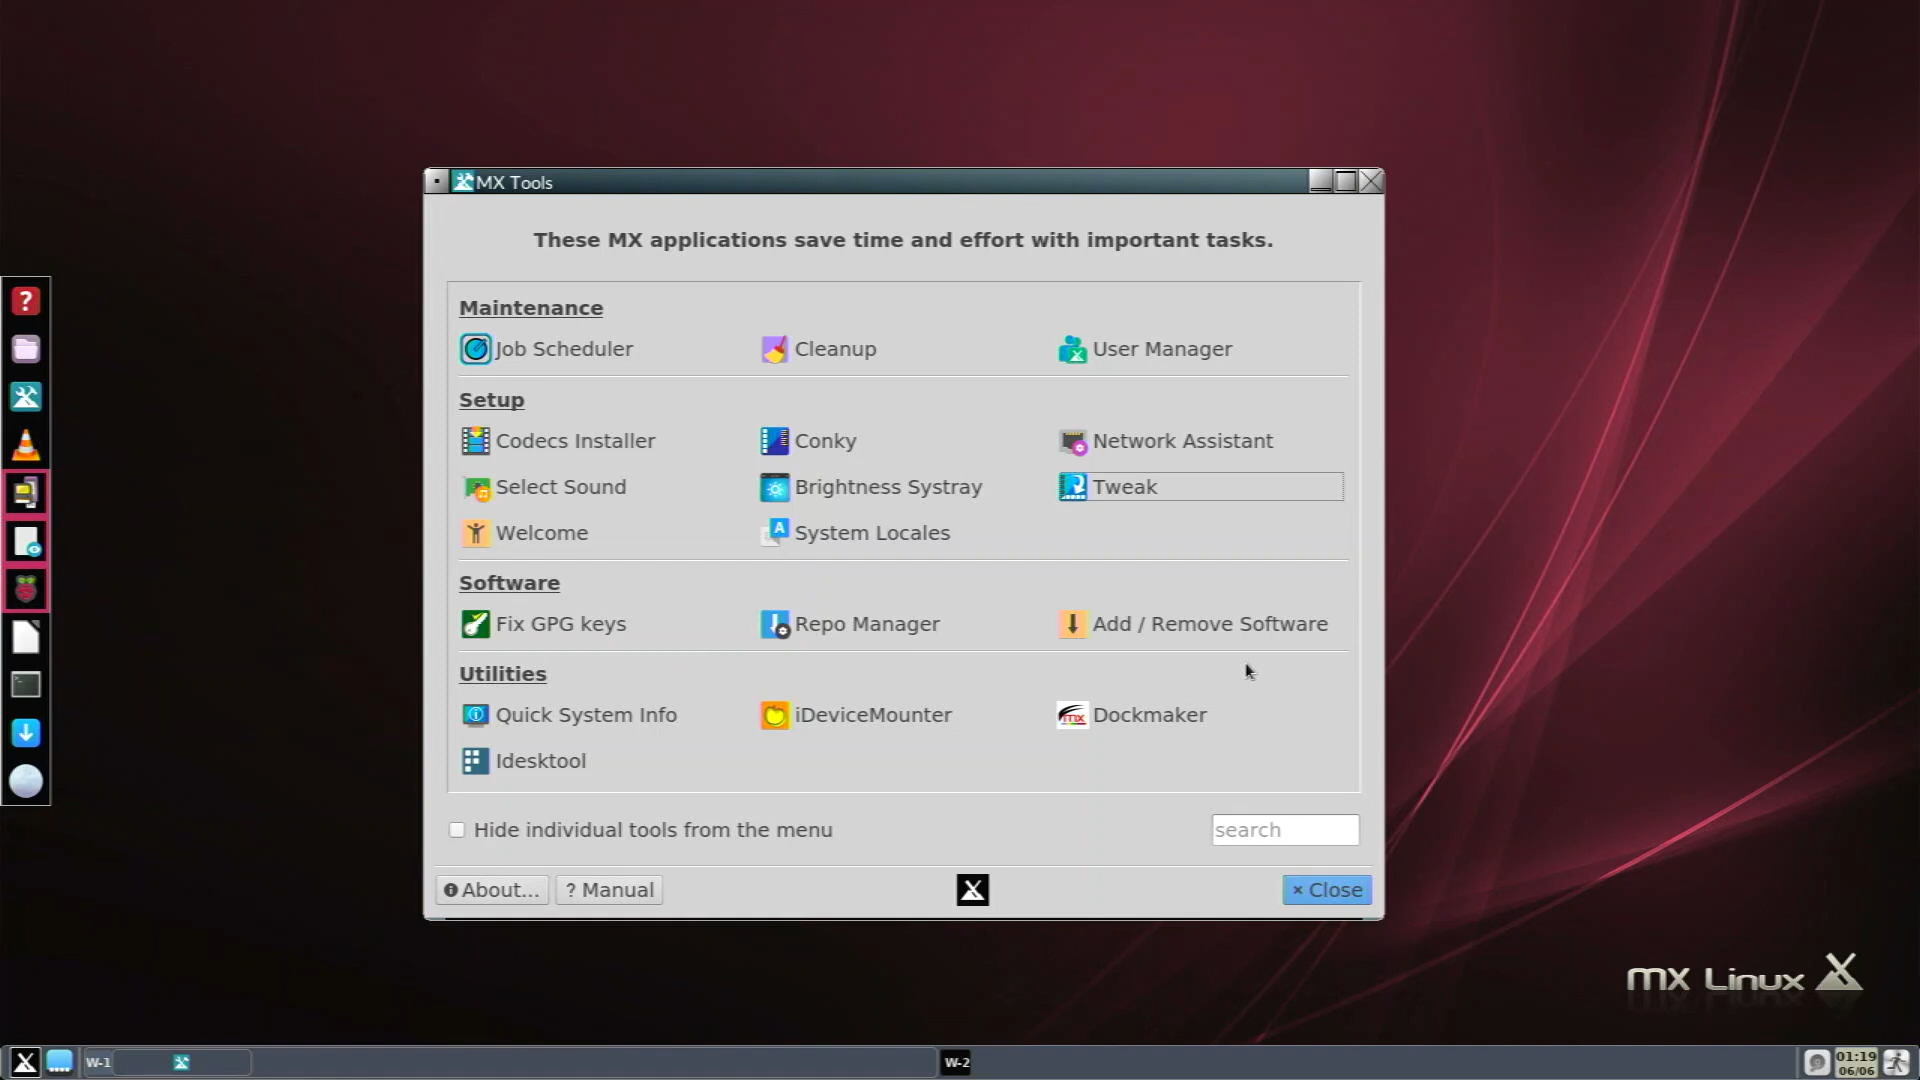 MX Tools
These MX applications save time and effort with important tasks.
Maintenance
Job Scheduler
Cleanup
User Manager
Setup
Codecs Installer
Conky
Network Assistant
Select Sound
Brightness Systray
Tweak
Welcome
System Locales
Software
Fix GPG keys
Repo Manager
Add / Remove Software
Utilities
Quick System Info
iDeviceMounter
Dockmaker
Idesktool
Hide individual tools from the menu
search
About...
? Manual
× Close
MX Linux
W-1
W-2
01:19
06/06